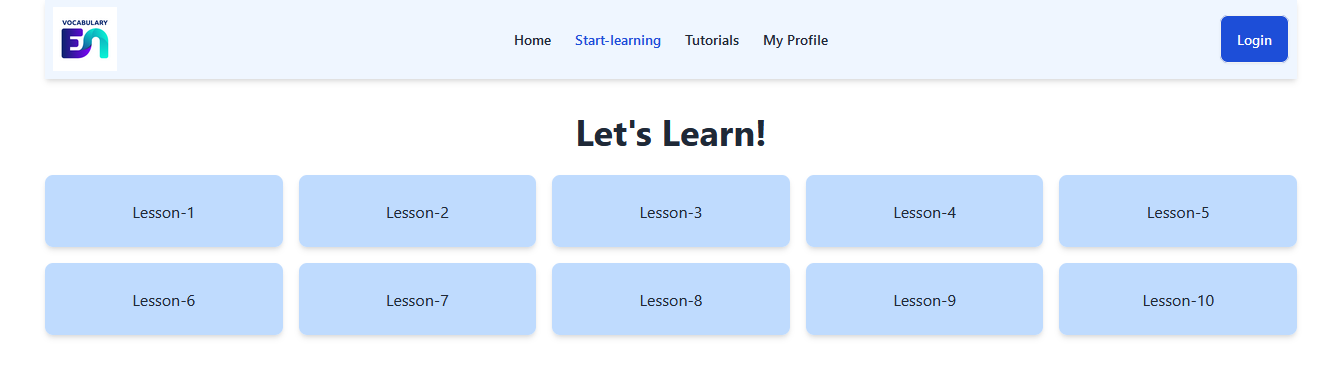 VOCABULARY
En
Home Start-learning Tutorials My Profile Login
Let's Learn!
Lesson-1 Lesson-2 Lesson-3 Lesson-4 Lesson-5
Lesson-6 Lesson-7 Lesson-8 Lesson-9 Lesson-10